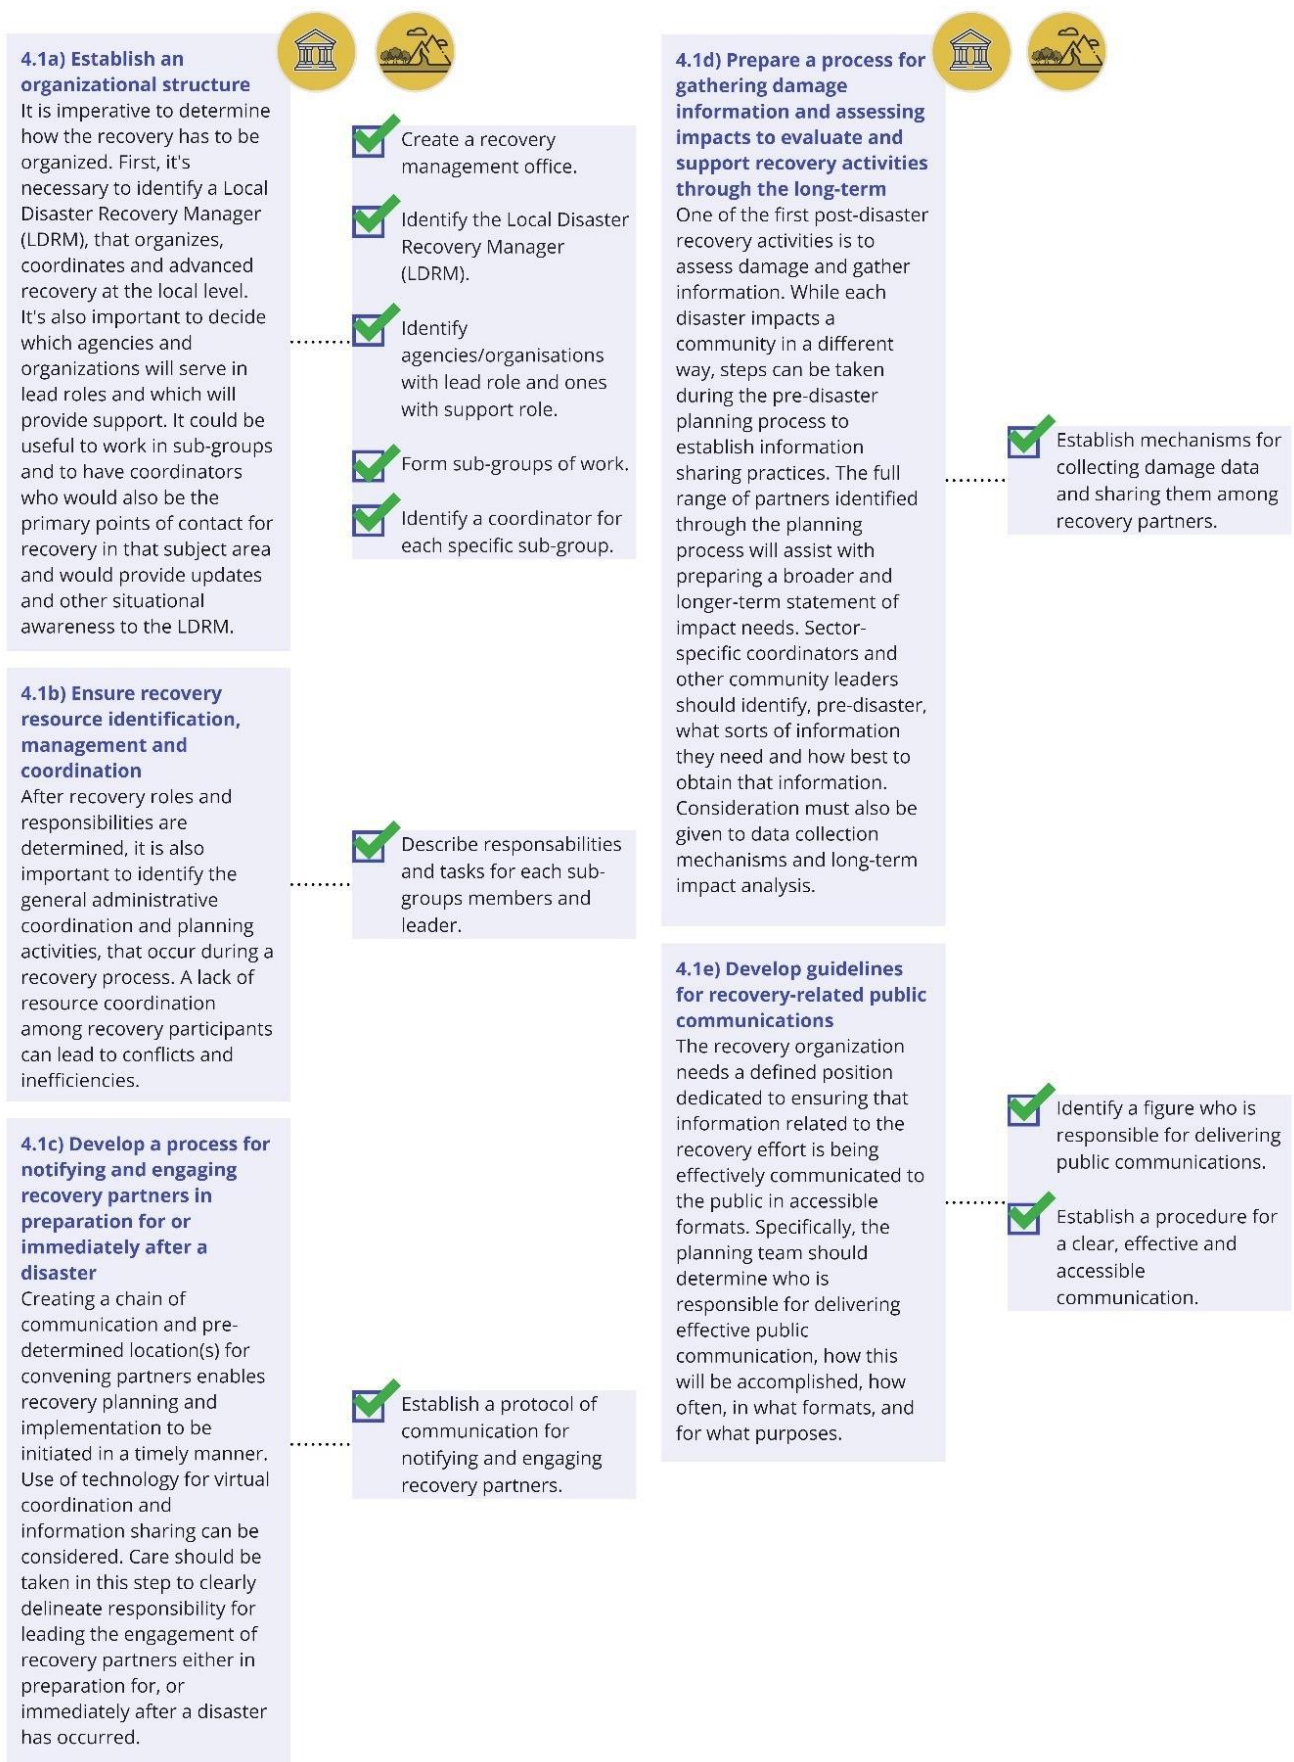 4.1a) Establish an
organizational structure
It is imperative to determine
how the recovery has to be
organized. First, it's
necessary to identify a Local
Disaster Recovery Manager
(LDRM), that organizes,
coordinates and advanced
recovery at the local level.
It's also important to decide
which agencies and
organizations will serve in
lead roles and which will
provide support. It could be
useful to work in sub-groups
and to have coordinators
who would also be the
primary points of contact for
recovery in that subject area
and would provide updates
and other situational
awareness to the LDRM.
Create a recovery
management office.
Identify the Local Disaster
Recovery Manager
(LDRM).
Identify
agencies/organisations
with lead role and ones
with support role.
Form sub-groups of work.
Identify a coordinator for
each specific sub-group.
4.1b) Ensure recovery
resource identification,
management and
coordination
After recovery roles and
responsibilities are
determined, it is also
important to identify the
general administrative
coordination and planning
activities, that occur during a
recovery process. A lack of
resource coordination
among recovery participants
can lead to conflicts and
inefficiencies.
Describe responsabilities
and tasks for each sub-
groups members and
leader.
4.1c) Develop a process for
notifying and engaging
recovery partners in
preparation for or
immediately after a
disaster
Creating a chain of
communication and pre-
determined location(s) for
convening partners enables
recovery planning and
implementation to be
initiated in a timely manner.
Use of technology for virtual
coordination and
information sharing can be
considered. Care should be
taken in this step to clearly
delineate responsibility for
leading the engagement of
recovery partners either in
preparation for, or
immediately after a disaster
has occurred.
Establish a protocol of
communication for
notifying and engaging
recovery partners.
4.1d) Prepare a process for
gathering damage
information and assessing
impacts to evaluate and
support recovery activities
through the long-term
One of the first post-disaster
recovery activities is to
assess damage and gather
information. While each
disaster impacts a
community in a different
way, steps can be taken
during the pre-disaster
planning process to
establish information
sharing practices. The full
range of partners identified
through the planning
process will assist with
preparing a broader and
longer-term statement of
impact needs. Sector-
specific coordinators and
other community leaders
should identify, pre-disaster,
what sorts of information
they need and how best to
obtain that information.
Consideration must also be
given to data collection
mechanisms and long-term
impact analysis.
Establish mechanisms for
collecting damage data
and sharing them among
recovery partners.
4.1e) Develop guidelines
for recovery-related public
communications
The recovery organization
needs a defined position
dedicated to ensuring that
information related to the
recovery effort is being
effectively communicated to
the public in accessible
formats. Specifically, the
planning team should
determine who is
responsible for delivering
effective public
communication, how this
will be accomplished, how
often, in what formats, and
for what purposes.
Identify a figure who is
responsible for delivering
public communications.
Establish a procedure for
a clear, effective and
accessible
communication.